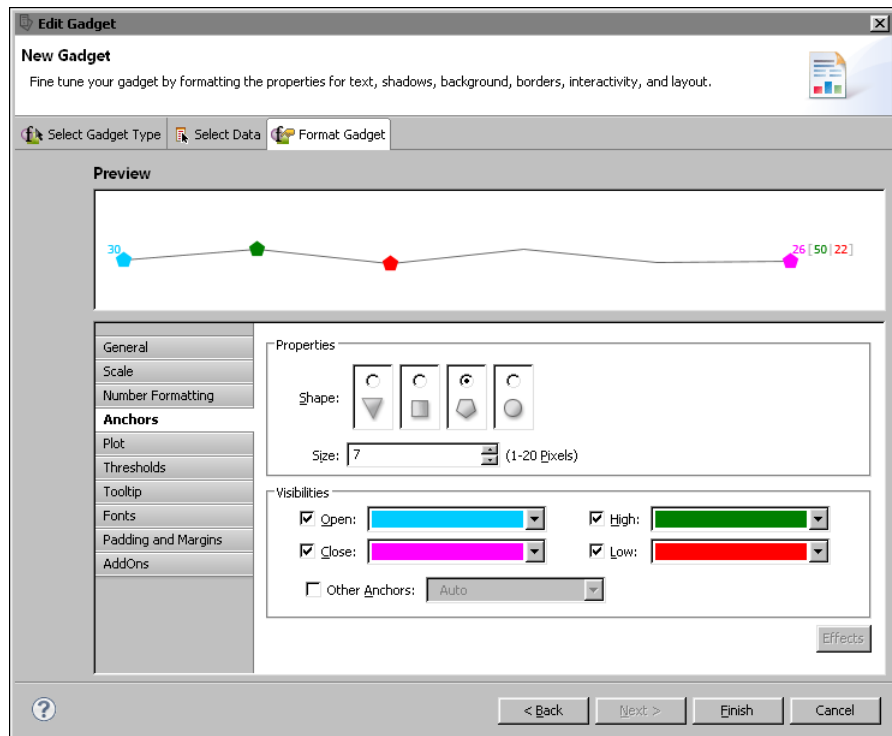 Edit Gadget
New Gadget
Fine tune your gadget by formatting the properties for text, shadows, background, borders, interactivity, and layout.
Select Gadget Type
Select Data
Format Gadget
Preview
30
26 [50|22]
General
Scale
Number Formatting
Anchors
Plot
Thresholds
Tooltip
Fonts
Padding and Margins
AddOns
Properties
Shape:
Size: 7 (1-20 Pixels)
Visibilities
Open: High:
Close: Low:
Other Anchors: Auto
Effects
?
< Back Next > Finish Cancel